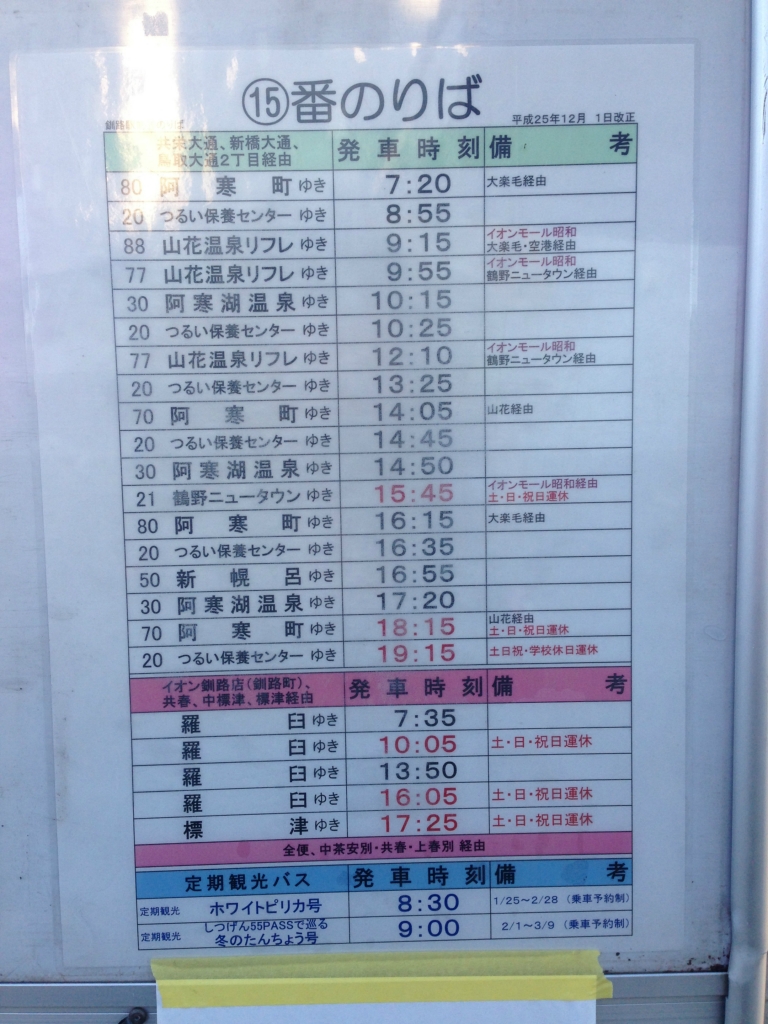 ⑮番のりば
平成25年12月 1日改正
共栄大通、新橋大通、
鳥取大通2丁目経由 発車時刻 備考
80 阿寒町ゆき 7:20 大楽毛経由
20 つるい保養センターゆき 8:55
88 山花温泉リフレゆき 9:15 イオンモール昭和
大楽毛・空港経由
77 山花温泉リフレゆき 9:55 イオンモール昭和
鶴野ニュータウン経由
30 阿寒湖温泉ゆき 10:15
20 つるい保養センターゆき 10:25
77 山花温泉リフレゆき 12:10 イオンモール昭和
鶴野ニュータウン経由
20 つるい保養センターゆき 13:25
70 阿寒町ゆき 14:05 山花経由
20 つるい保養センターゆき 14:45
30 阿寒湖温泉ゆき 14:50
21 鶴野ニュータウンゆき 15:45 イオンモール昭和経由
土・日・祝日運休
80 阿寒町ゆき 16:15 大楽毛経由
20 つるい保養センターゆき 16:35
50 新幌呂ゆき 16:55
30 阿寒湖温泉ゆき 17:20
70 阿寒町ゆき 18:15 山花経由
土・日・祝日運休
20 つるい保養センターゆき 19:15 土日祝・学校休日運休
イオン釧路店(釧路町)、
共春、中標津、標津経由 発車時刻 備考
羅臼ゆき 7:35
羅臼ゆき 10:05 土・日・祝日運休
羅臼ゆき 13:50
羅臼ゆき 16:05 土・日・祝日運休
標津ゆき 17:25 土・日・祝日運休
全便、中茶安別・共春・上春別 経由
定期観光バス 発車時刻 備考
定期観光 ホワイトピリカ号 8:30 1/25~2/28 (乗車予約制)
定期観光 しつげん55PASSで巡る
冬のたんちょう号 9:00 2/1~3/9 (乗車予約制)